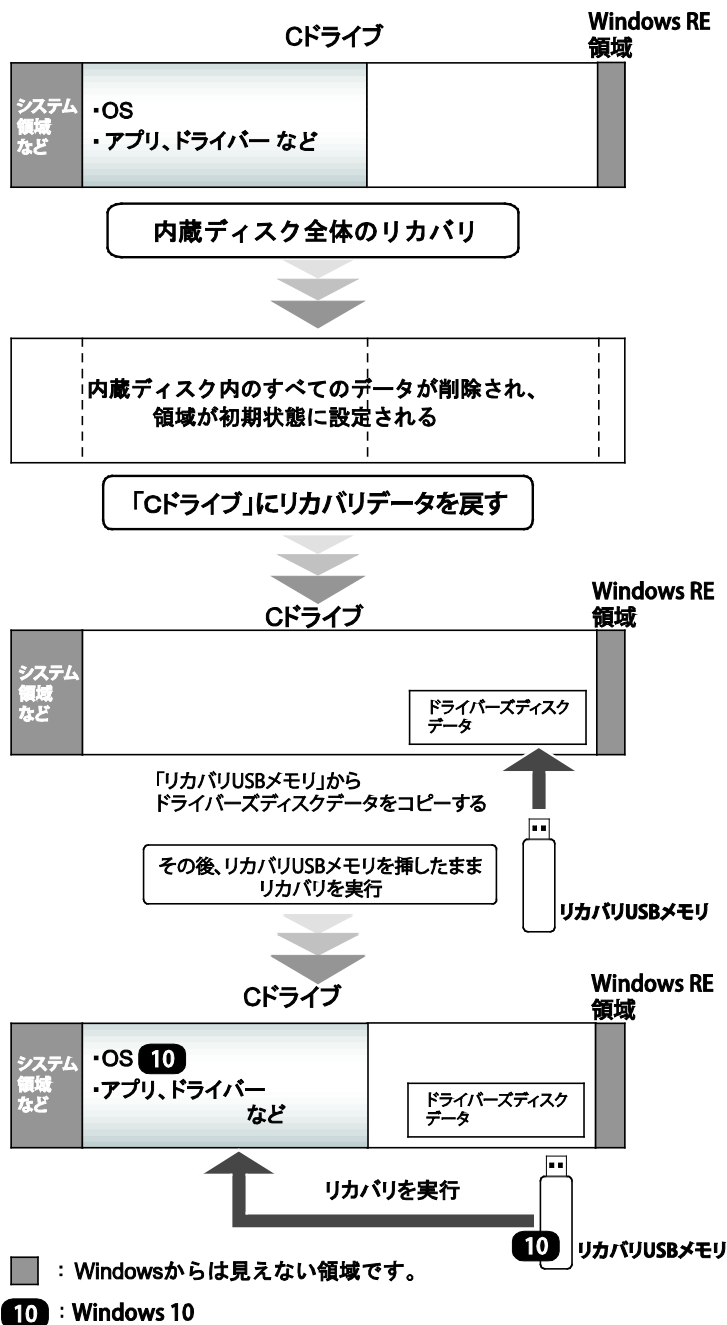 Cドライブ
Windows RE
領域
システム
領域
など
・OS
・アプリ、ドライバー など
内蔵ディスク全体のリカバリ
内蔵ディスク内のすべてのデータが削除され、
領域が初期状態に設定される
「Cドライブ」にリカバリデータを戻す
Cドライブ
Windows RE
領域
システム
領域
など
ドライバーズディスク
データ
「リカバリUSBメモリ」から
ドライバーズディスクデータをコピーする
その後、リカバリUSBメモリを挿したまま
リカバリを実行
リカバリUSBメモリ
Cドライブ
Windows RE
領域
システム
領域
など
・OS 10
・アプリ、ドライバー
など
ドライバーズディスク
データ
リカバリを実行
10 リカバリUSBメモリ
：Windowsからは見えない領域です。
10：Windows 10